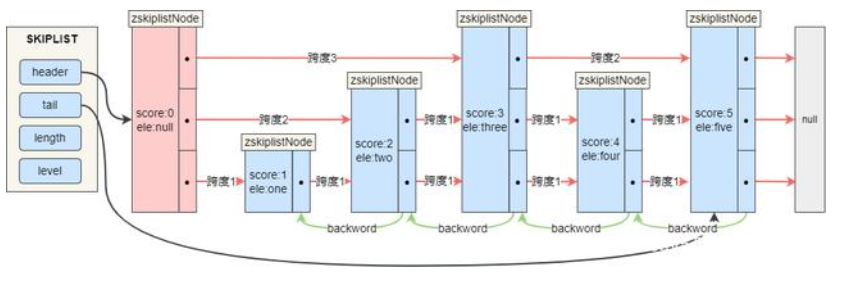 zskiplistNode
zskiplistNode
zskiplistNode
SKIPLIST
header
跨度3
跨度2
zskiplistNode
zskiplistNode
tail
score:0
ele:null
跨度2
跨度1
score:3
ele:three
跨度1
跨度1
score:5
ele:five
null
length
zskiplistNode
score:2
ele:two
score:4
ele:four
level
跨度1
score:1
ele:one
跨度1
跨度1
跨度1
跨度1
backword
backword
backword
backword